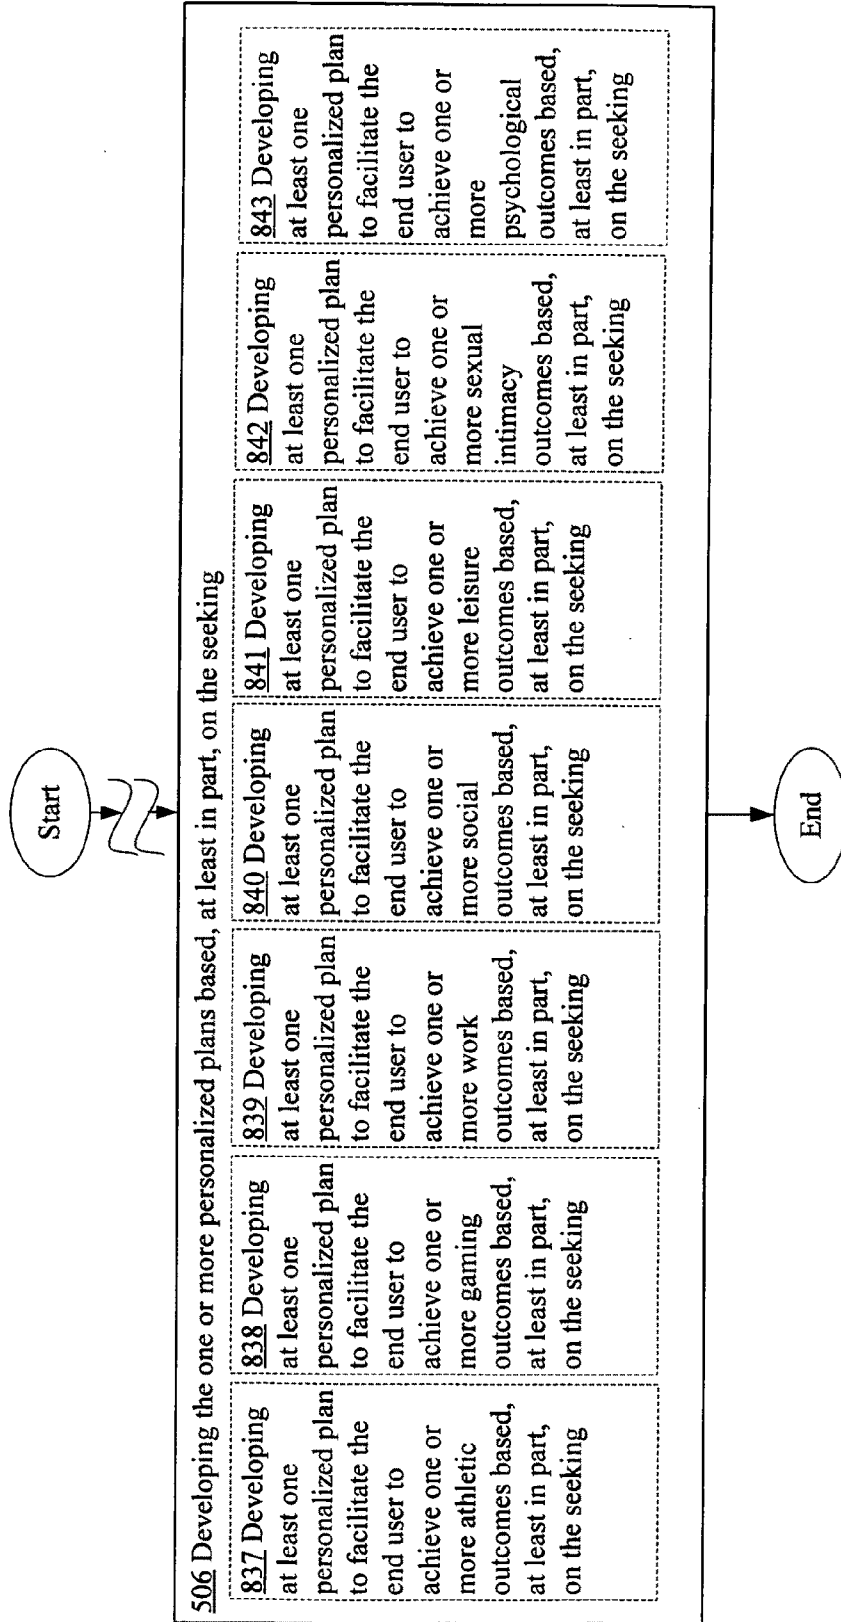 Start
506 Developing the one or more personalized plans based, at least in part, on the seeking
837 Developing
at least one
personalized plan
to facilitate the
end user to
achieve one or
more athletic
outcomes based,
at least in part,
on the seeking
838 Developing
at least one
personalized plan
to facilitate the
end user to
achieve one or
more gaming
outcomes based,
at least in part,
on the seeking
839 Developing
at least one
personalized plan
to facilitate the
end user to
achieve one or
more work
outcomes based,
at least in part,
on the seeking
840 Developing
at least one
personalized plan
to facilitate the
end user to
achieve one or
more social
outcomes based,
at least in part,
on the seeking
841 Developing
at least one
personalized plan
to facilitate the
end user to
achieve one or
more leisure
outcomes based,
at least in part,
on the seeking
842 Developing
at least one
personalized plan
to facilitate the
end user to
achieve one or
more sexual
intimacy
outcomes based,
at least in part,
on the seeking
843 Developing
at least one
personalized plan
to facilitate the
end user to
achieve one or
more
psychological
outcomes based,
at least in part,
on the seeking
End